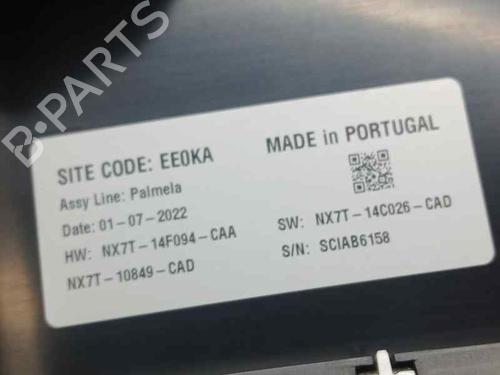 B-PARTS
SITE CODE: EE0KA
Assy Line: Palmela
Date: 01-07-2022
HW: NX7T-14F094-CAA
NX7T-10849-CAD
MADE in PORTUGAL
SW: NX7T-14C026-CAD
S/N: SCIAB6158